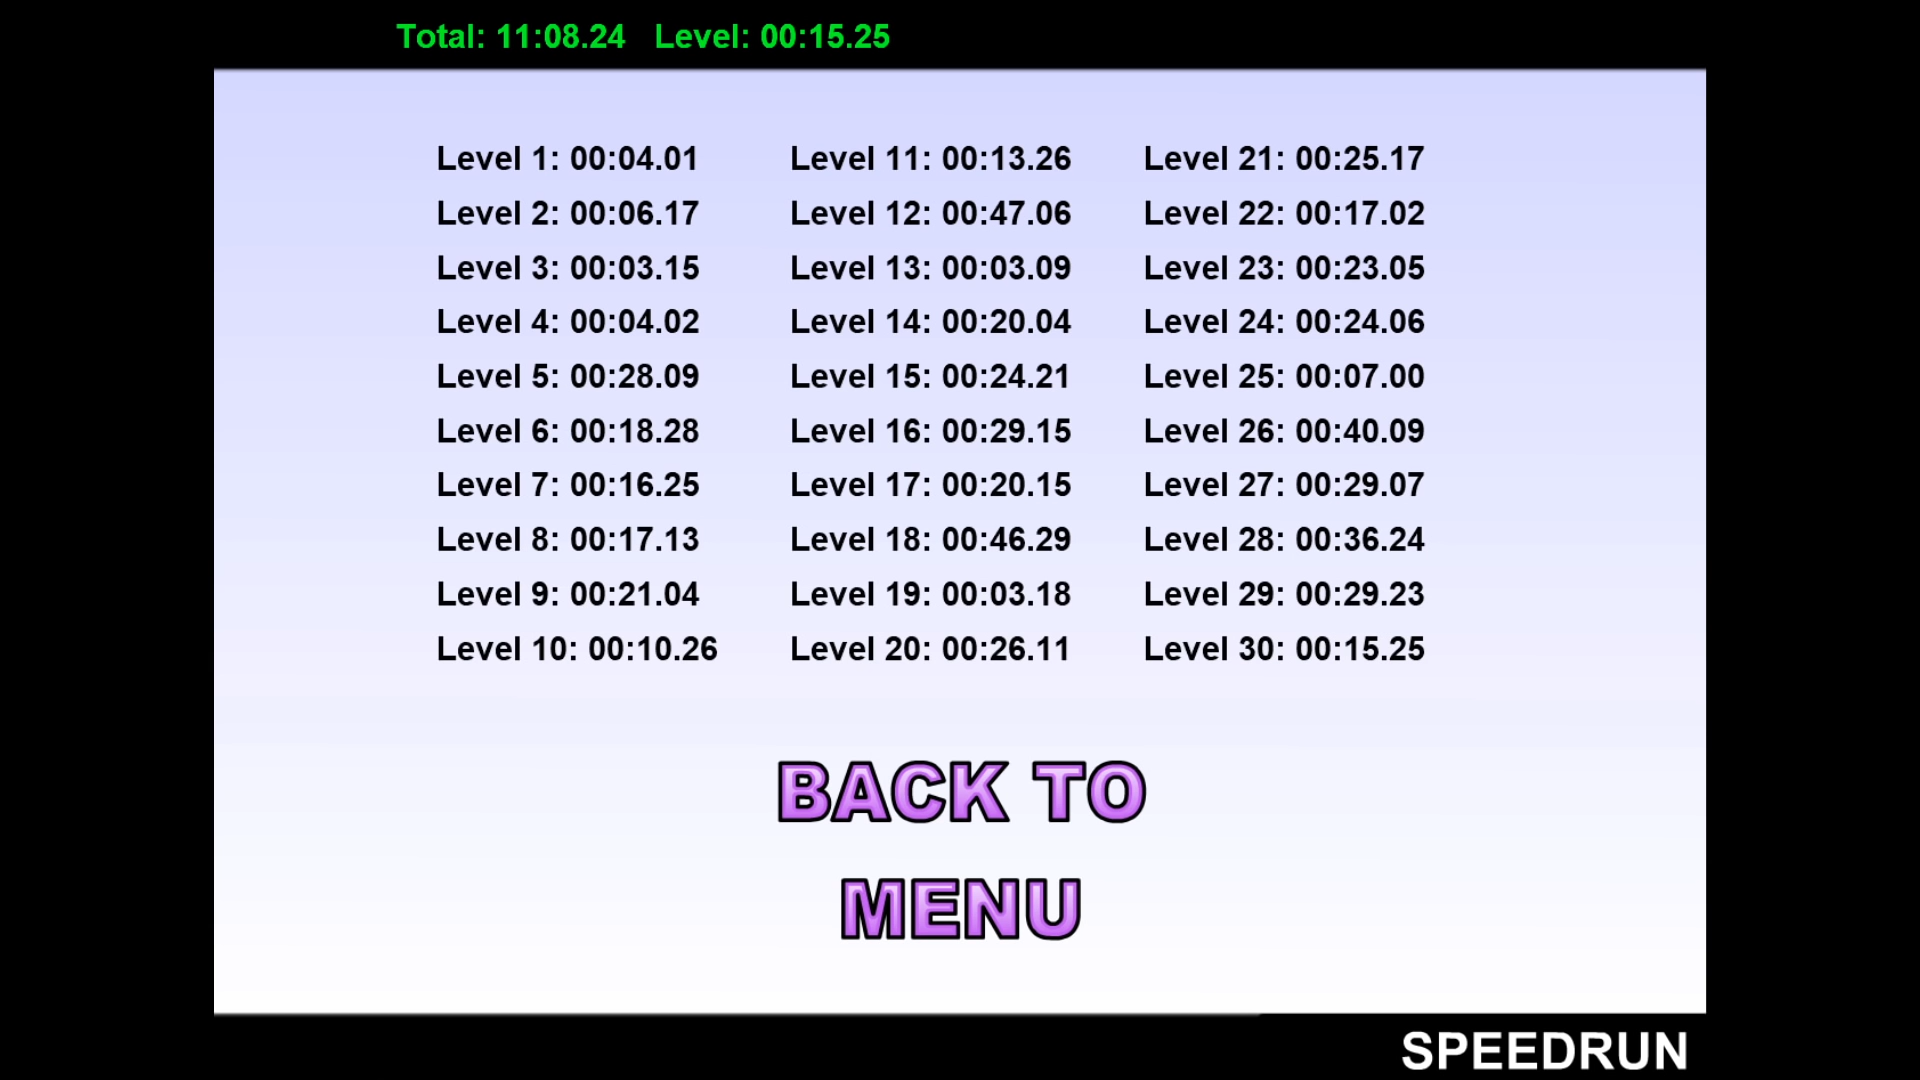 Total: 11:08.24 Level: 00:15.25
Level 1: 00:04.01 Level 11: 00:13.26 Level 21: 00:25.17
Level 2: 00:06.17 Level 12: 00:47.06 Level 22: 00:17.02
Level 3: 00:03.15 Level 13: 00:03.09 Level 23: 00:23.05
Level 4: 00:04.02 Level 14: 00:20.04 Level 24: 00:24.06
Level 5: 00:28.09 Level 15: 00:24.21 Level 25: 00:07.00
Level 6: 00:18.28 Level 16: 00:29.15 Level 26: 00:40.09
Level 7: 00:16.25 Level 17: 00:20.15 Level 27: 00:29.07
Level 8: 00:17.13 Level 18: 00:46.29 Level 28: 00:36.24
Level 9: 00:21.04 Level 19: 00:03.18 Level 29: 00:29.23
Level 10: 00:10.26 Level 20: 00:26.11 Level 30: 00:15.25
BACK TO
MENU
SPEEDRUN